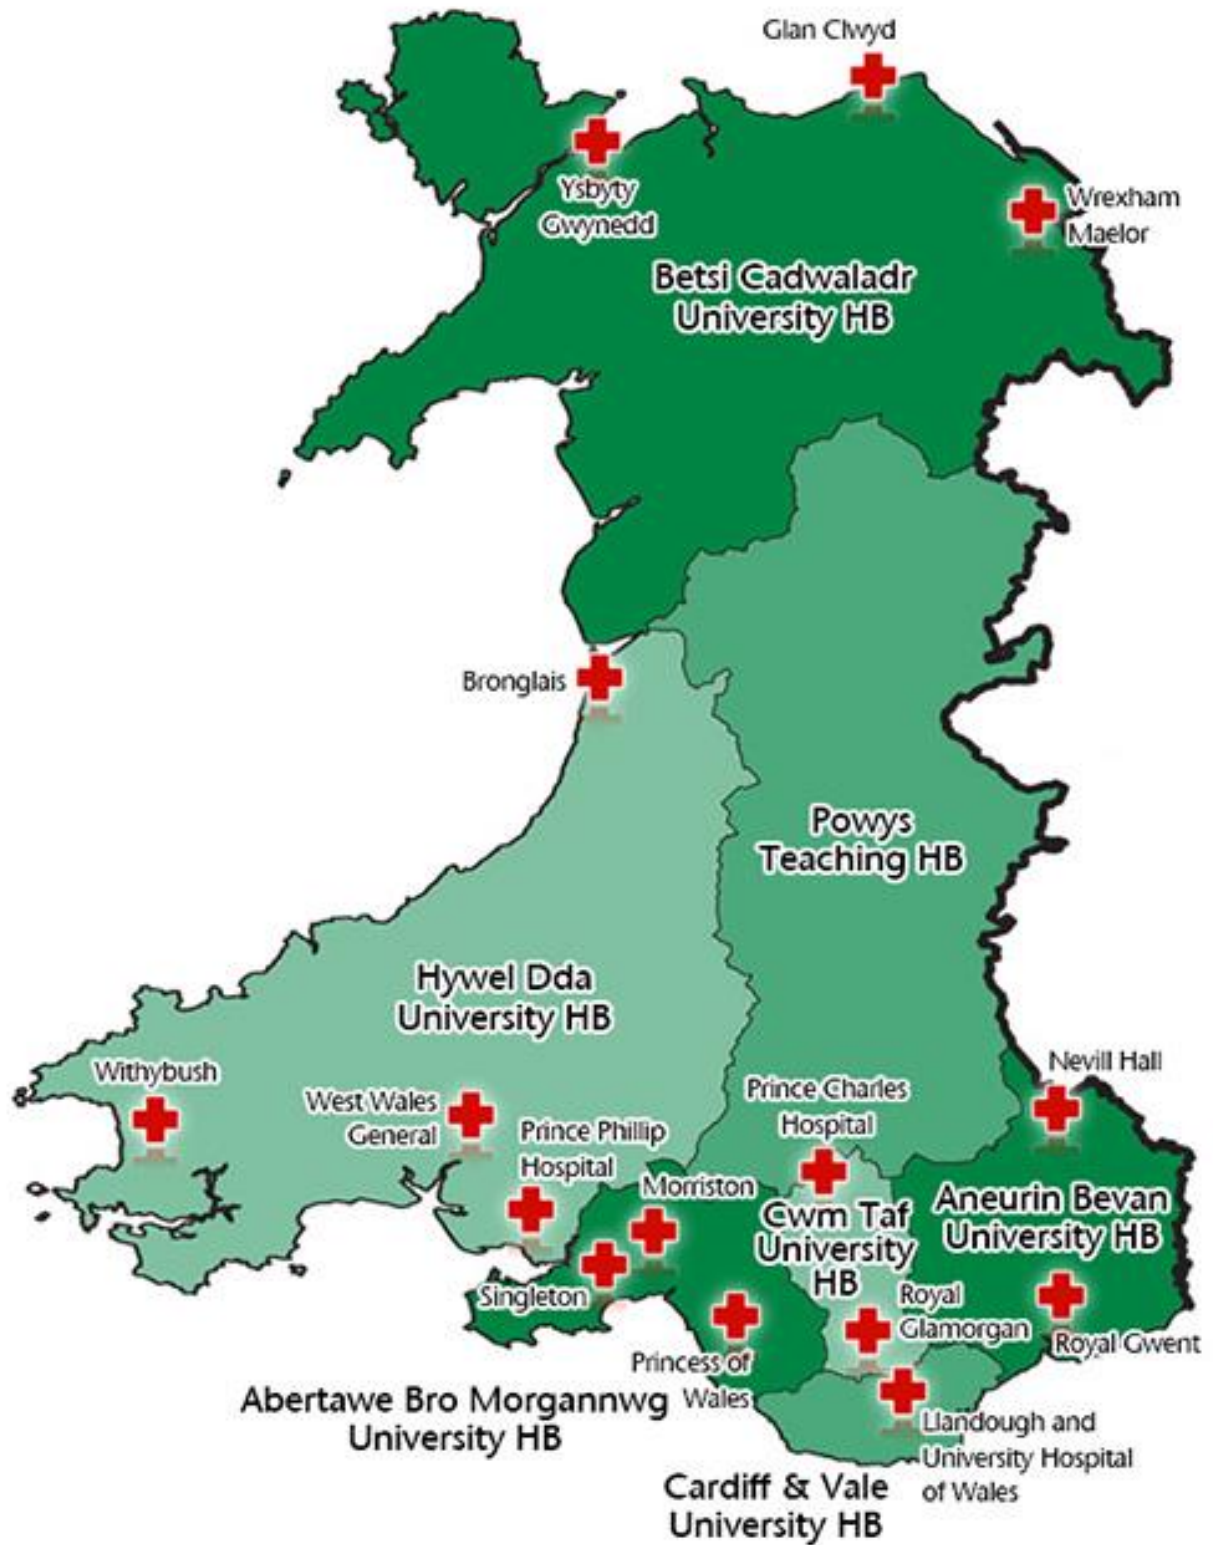 Glan Clwyd
Ysbyty
Gwynedd
Wrexham
Maelor
Betsi Cadwaladr
University HB
Bronglais
Powys
Teaching HB
Hywel Dda
University HB
Withybush
West Wales
General
Prince Phillip
Hospital
Prince Charles
Hospital
Nevill Hall
Morriston
Singleton
Cwm Taf
University
HB
Aneurin Bevan
University HB
Royal
Glamorgan
Royal Gwent
Princess of
Wales
Abertawe Bro Morgannwg
University HB
Llandough and
University Hospital
of Wales
Cardiff & Vale
University HB